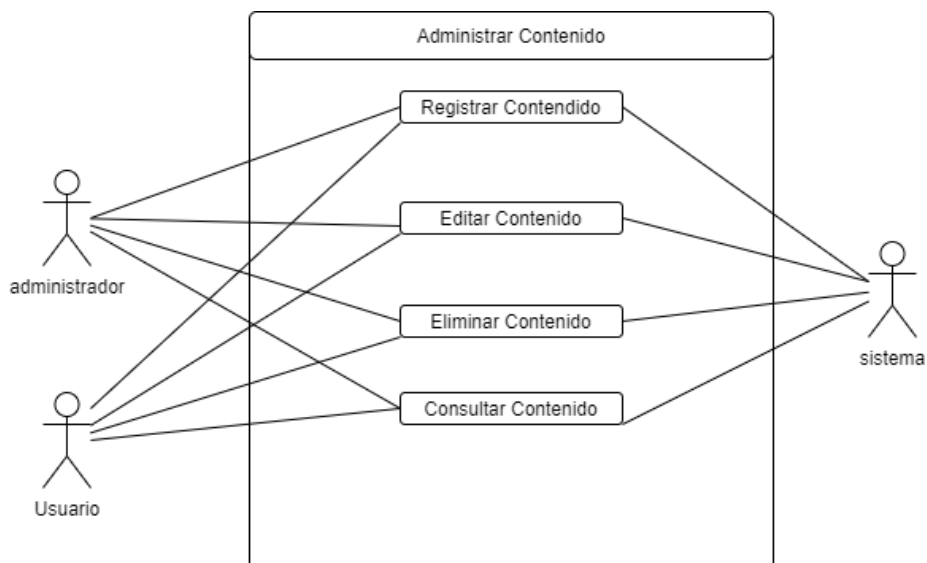 Administrar Contenido
Registrar Contendido
Editar Contenido
administrador
Eliminar Contenido
sistema
Consultar Contenido
Usuario